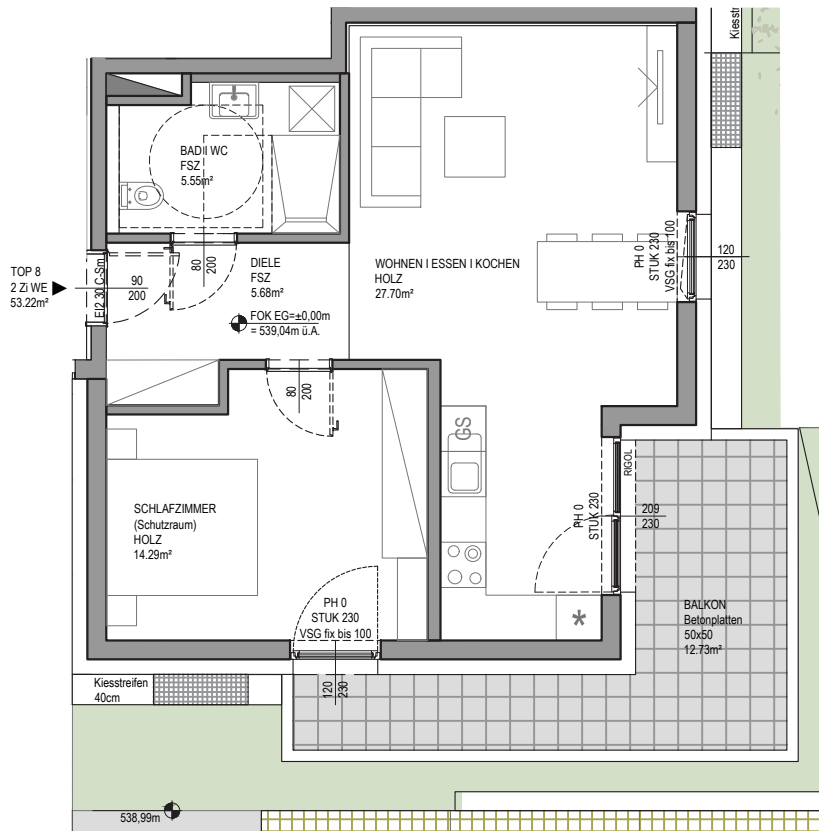 Kiesstr
BAD I WC
FSZ
5.55m²
TOP 8
2 Zi WE
53.22m²
EI2 30 C-Sm
90
200
80
200
DIELE
FSZ
5.68m²
FOK EG=±0,00m
= 539,04m ü.A.
WOHNEN I ESSEN I KOCHEN
HOLZ
27.70m²
PH 0
STUK 230
VSG fix bis 100
120
230
80
200
GS
SCHLAFZIMMER
(Schutzraum)
HOLZ
14.29m²
PH 0
STUK 230
RIGOL
209
230
PH 0
STUK 230
VSG fix bis 100
120
230
*
BALKON
Betonplatten
50x50
12.73m²
Kiesstreifen
40cm
538,99m